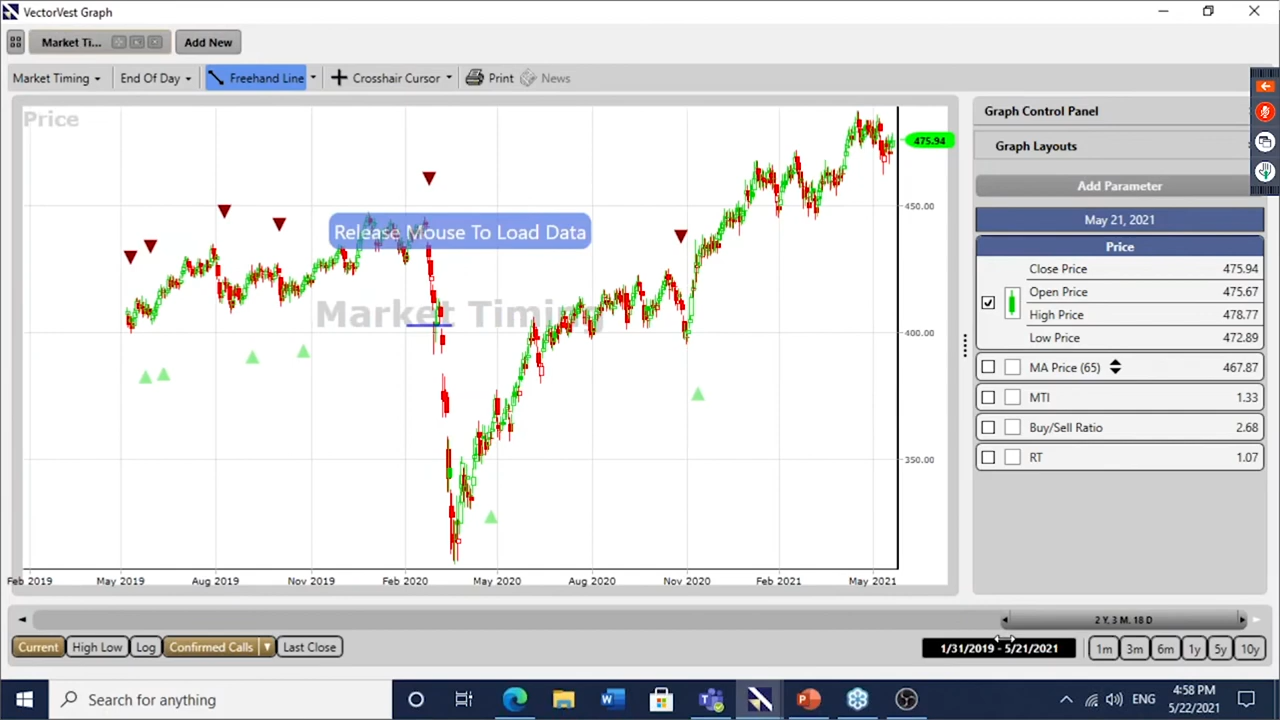 VectorVest Graph
Market Ti...
Add New
Market Timing
End Of Day
Freehand Line
Crosshair Cursor
Print
News
Price
Market Timing
Release Mouse To Load Data
475.94
450.00
400.00
350.00
Feb 2019 May 2019 Aug 2019 Nov 2019 Feb 2020 May 2020 Aug 2020 Nov 2020 Feb 2021 May 2021
Graph Control Panel
Graph Layouts
Add Parameter
May 21, 2021
Price
Close Price 475.94
Open Price 475.67
High Price 478.77
Low Price 472.89
MA Price (65) 467.87
MTI 1.33
Buy/Sell Ratio 2.68
RT 1.07
2 Y, 3 M, 18 D
Current High Low Log Confirmed Calls Last Close
1/31/2019 - 5/21/2021
1m 3m 6m 1y 5y 10y
Search for anything
ENG
4:58 PM
5/22/2021